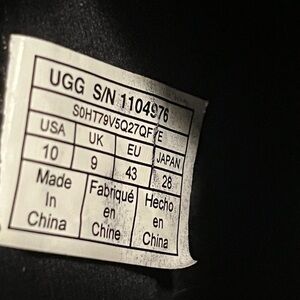 UGG S/N 1104976
S0HT79V5Q27QFYE
USA UK EU JAPAN
10 9 43 28
Made Fabriqué Hecho
In en en
China Chine China